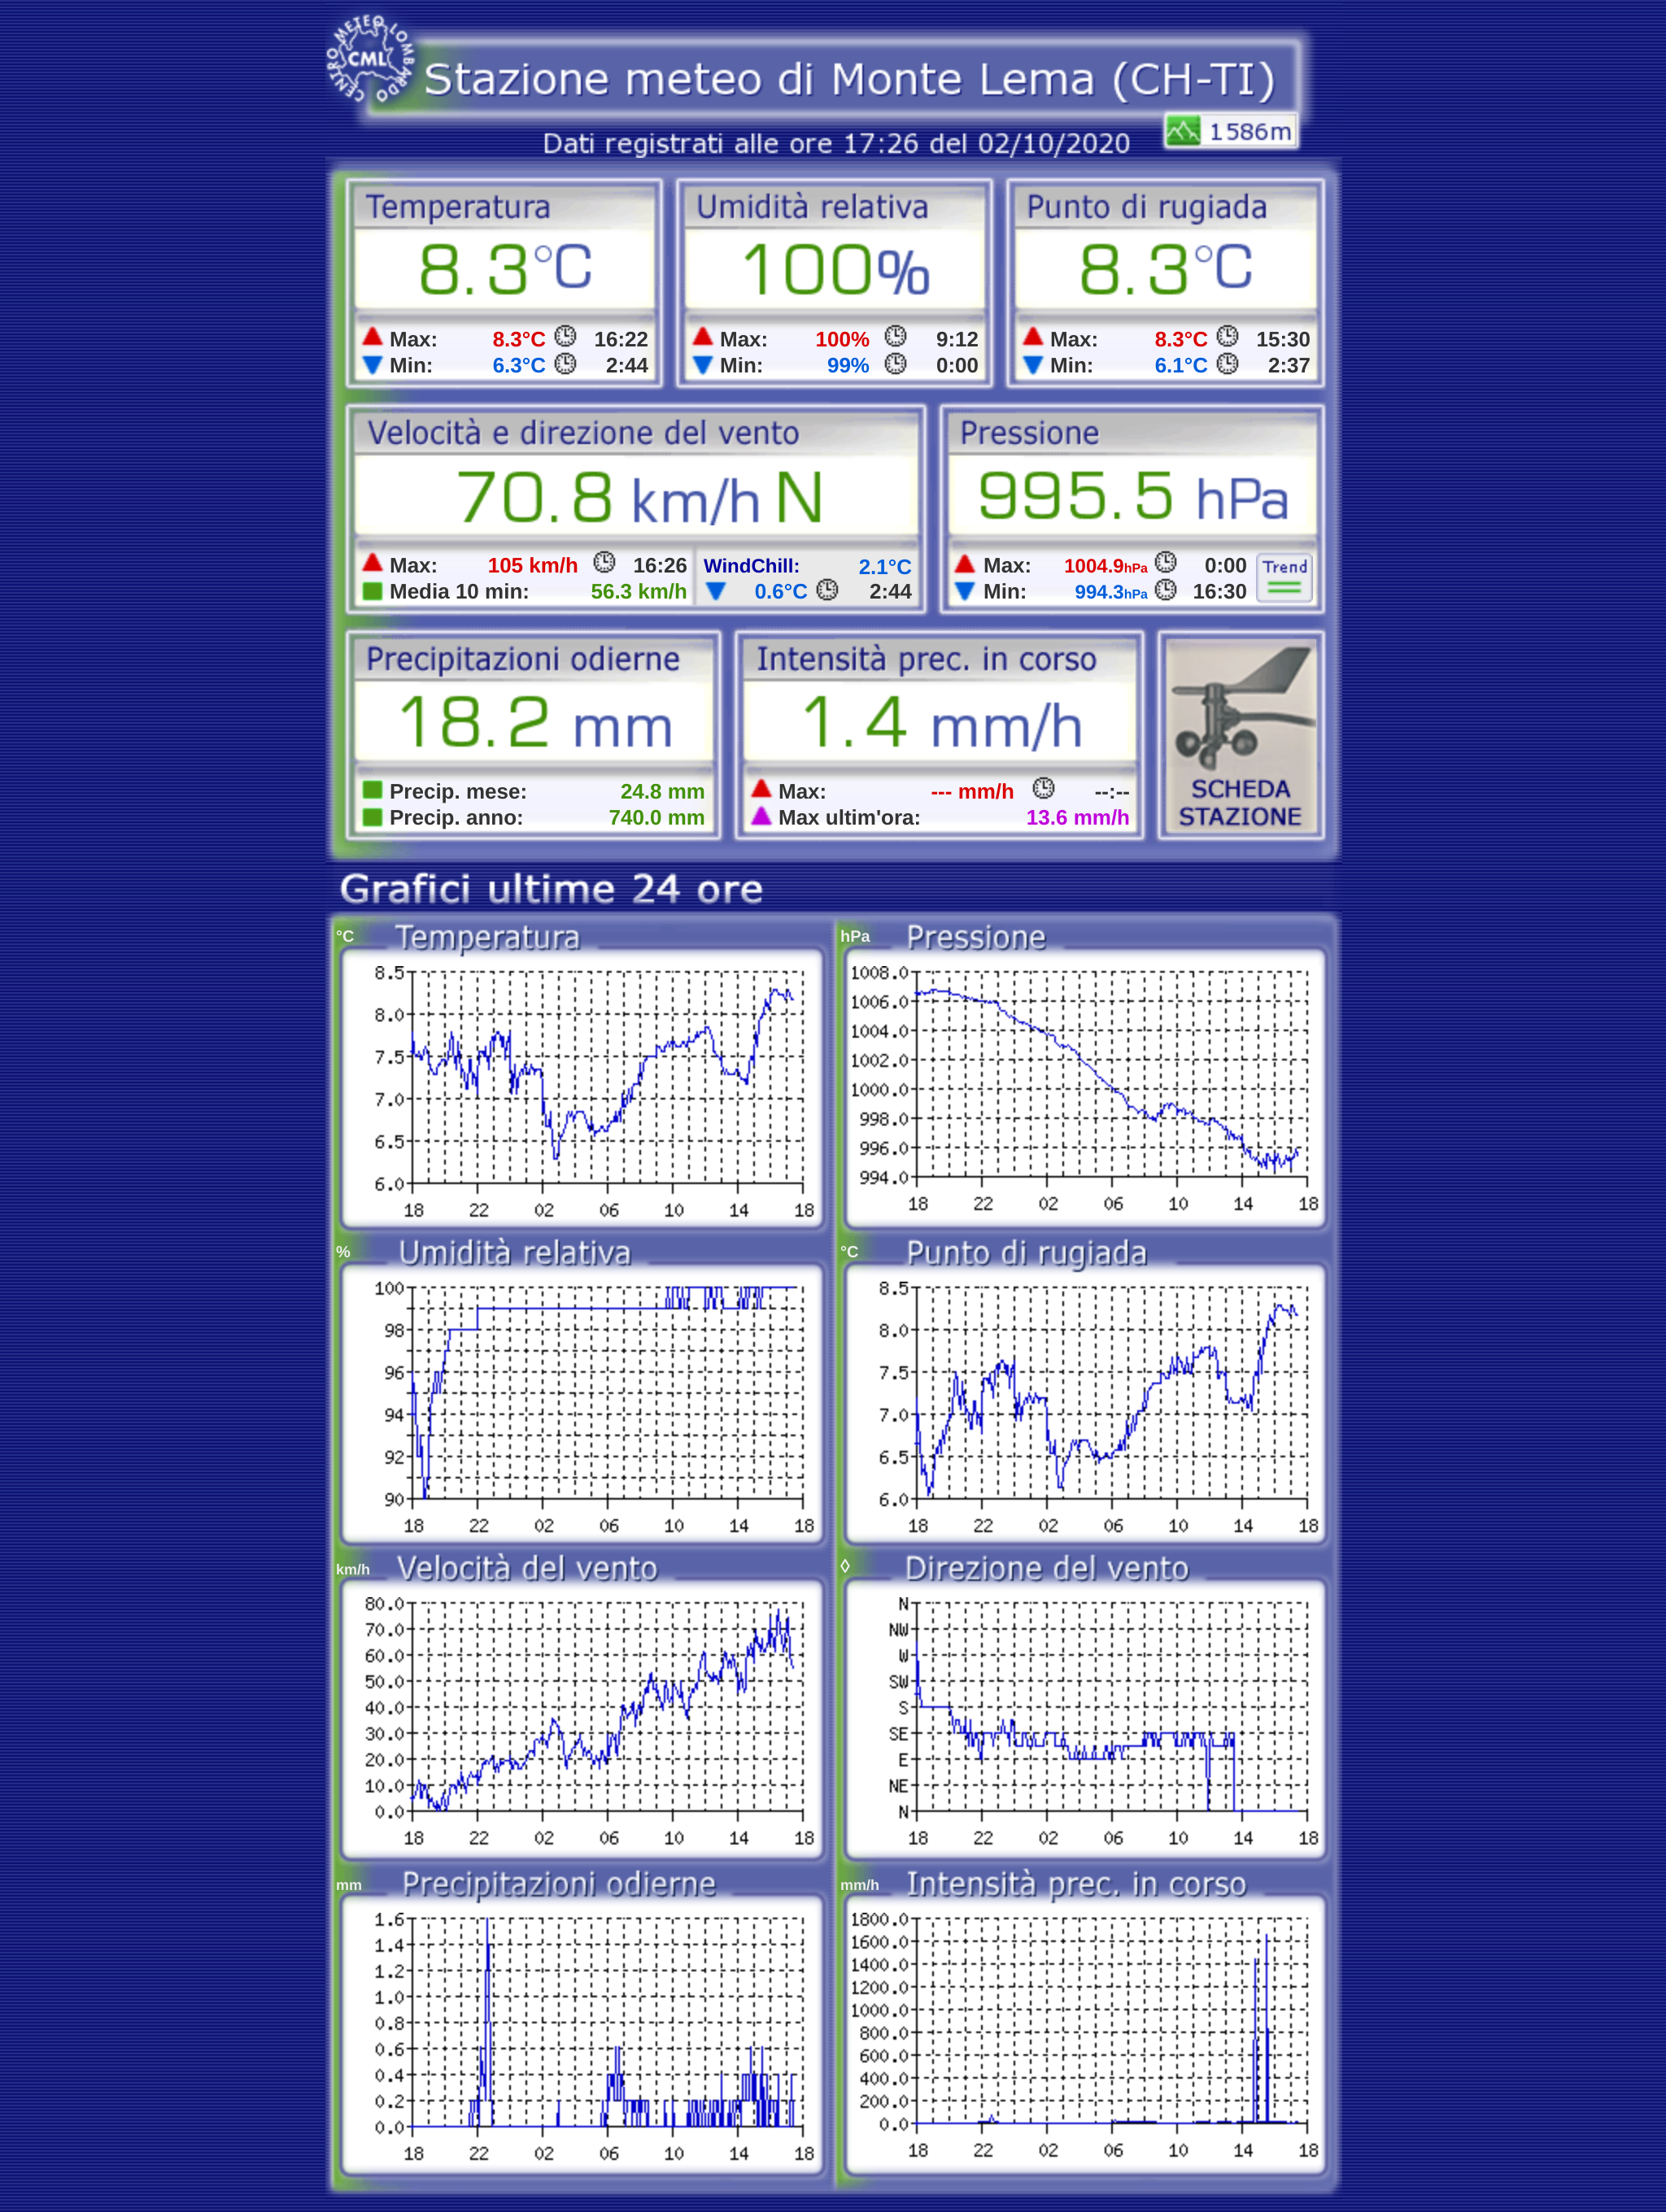 CENTRO METEO LOMBARDO
CML
Stazione meteo di Monte Lema (CH-TI)
Dati registrati alle ore 17:26 del 02/10/2020
1586m
Temperatura
8.3°C
Max: 8.3°C 16:22
Min: 6.3°C 2:44
Umidità relativa
100%
Max: 100% 9:12
Min: 99% 0:00
Punto di rugiada
8.3°C
Max: 8.3°C 15:30
Min: 6.1°C 2:37
Velocità e direzione del vento
70.8 km/h N
Max: 105 km/h 16:26
Media 10 min: 56.3 km/h
WindChill: 2.1°C
0.6°C 2:44
Pressione
995.5 hPa
Max: 1004.9hPa 0:00
Min: 994.3hPa 16:30
Trend
Precipitazioni odierne
18.2 mm
Precip. mese: 24.8 mm
Precip. anno: 740.0 mm
Intensità prec. in corso
1.4 mm/h
Max: --- mm/h --:--
Max ultim'ora: 13.6 mm/h
SCHEDA
STAZIONE
Grafici ultime 24 ore
°C Temperatura
8.5
8.0
7.5
7.0
6.5
6.0
18 22 02 06 10 14 18
hPa Pressione
1008.0
1006.0
1004.0
1002.0
1000.0
998.0
996.0
994.0
18 22 02 06 10 14 18
% Umidità relativa
100
98
96
94
92
90
18 22 02 06 10 14 18
°C Punto di rugiada
8.5
8.0
7.5
7.0
6.5
6.0
18 22 02 06 10 14 18
km/h Velocità del vento
80.0
70.0
60.0
50.0
40.0
30.0
20.0
10.0
0.0
18 22 02 06 10 14 18
◊ Direzione del vento
N
NW
W
SW
S
SE
E
NE
N
18 22 02 06 10 14 18
mm Precipitazioni odierne
1.6
1.4
1.2
1.0
0.8
0.6
0.4
0.2
0.0
18 22 02 06 10 14 18
mm/h Intensità prec. in corso
1800.0
1600.0
1400.0
1200.0
1000.0
800.0
600.0
400.0
200.0
0.0
18 22 02 06 10 14 18